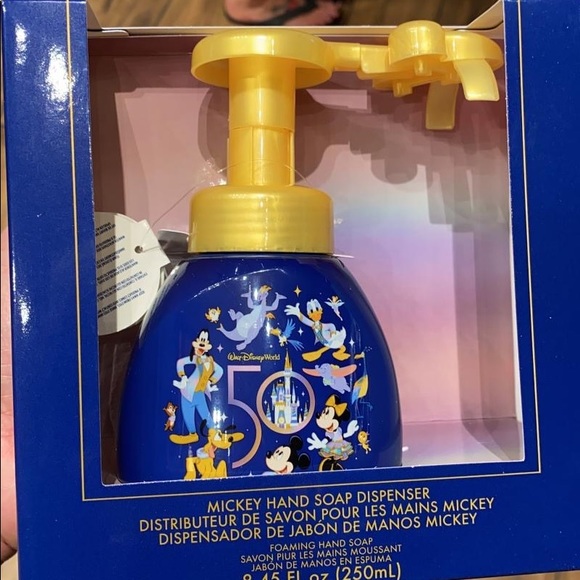 Walt Disney World
50
MICKEY HAND SOAP DISPENSER
DISTRIBUTEUR DE SAVON POUR LES MAINS MICKEY
DISPENSADOR DE JABÓN DE MANOS MICKEY
FOAMING HAND SOAP
SAVON PIUR LES MAINS MOUSSANT
JABÓN DE MANOS EN ESPUMA
8.45 Fl oz (250mL)